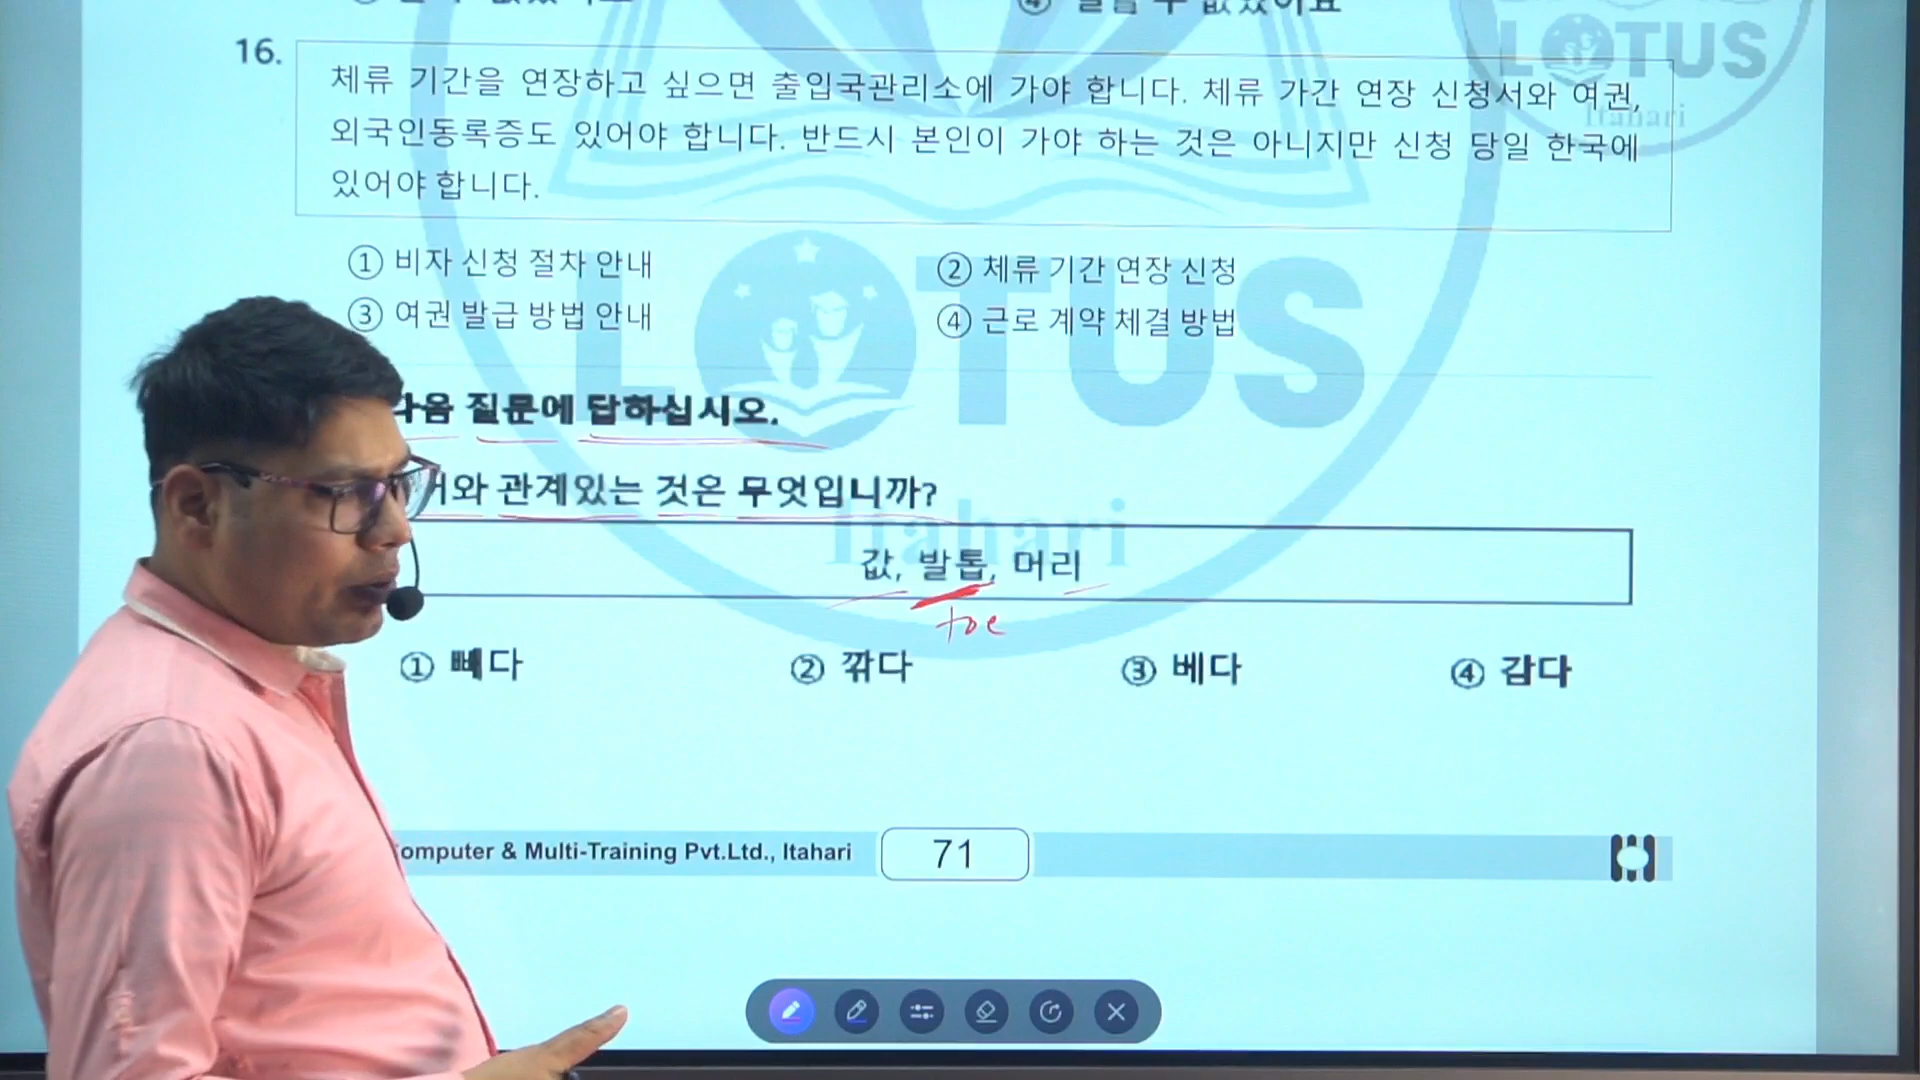 16.
체류 기간을 연장하고 싶으면 출입국관리소에 가야 합니다. 체류 가간 연장 신청서와 여권,
외국인동록증도 있어야 합니다. 반드시 본인이 가야 하는 것은 아니지만 신청 당일 한국에
있어야 합니다.
① 비자 신청 절차 안내
② 체류 기간 연장 신청
③ 여권 발급 방법 안내
④ 근로 계약 체결 방법
질문에 답하십시오.
관계있는 것은 무엇입니까?
값, 발톱, 머리
toe
① 빼다
② 깎다
③ 베다
④ 감다
& Multi-Training Pvt.Ltd., Itahari
71
LOTUS
Itahari
LOTUS
Itahari